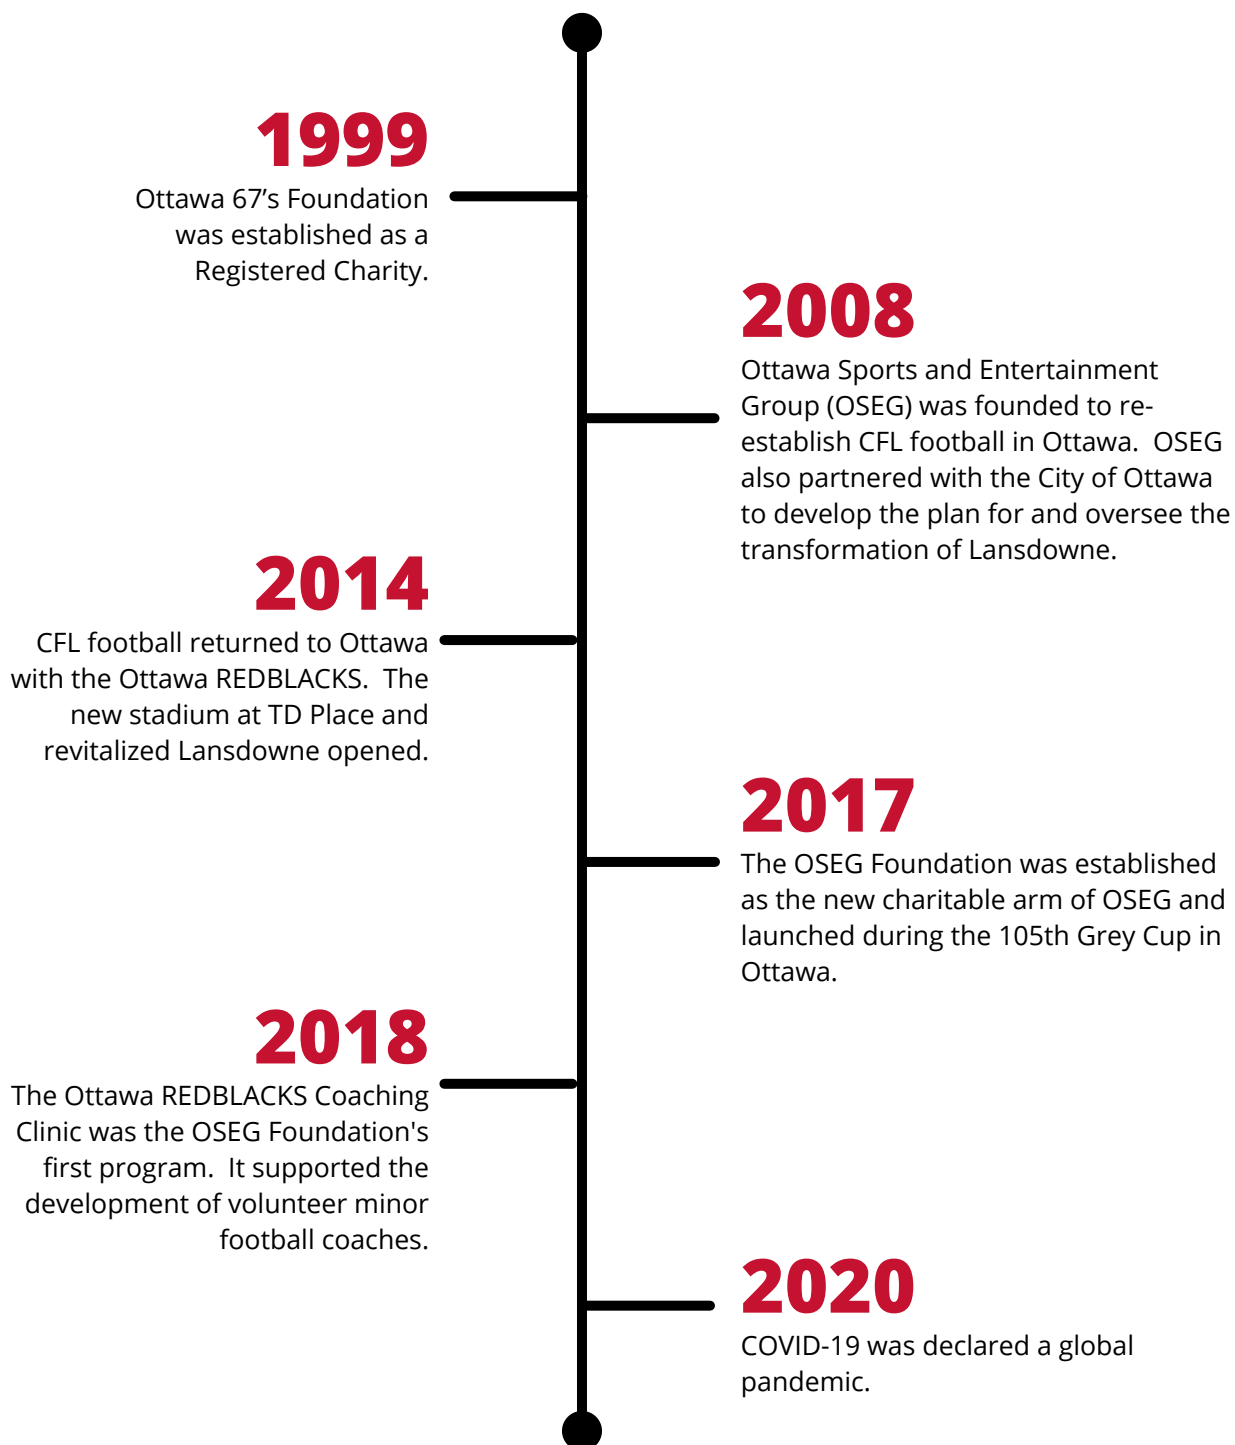 1999
Ottawa 67’s Foundation
was established as a
Registered Charity.
2008
Ottawa Sports and Entertainment
Group (OSEG) was founded to re-
establish CFL football in Ottawa.  OSEG
also partnered with the City of Ottawa
to develop the plan for and oversee the
transformation of Lansdowne.
2014
CFL football returned to Ottawa
with the Ottawa REDBLACKS.  The
new stadium at TD Place and
revitalized Lansdowne opened.
2017
The OSEG Foundation was established
as the new charitable arm of OSEG and
launched during the 105th Grey Cup in
Ottawa.
2018
The Ottawa REDBLACKS Coaching
Clinic was the OSEG Foundation's
first program.  It supported the
development of volunteer minor
football coaches.
2020
COVID-19 was declared a global
pandemic.